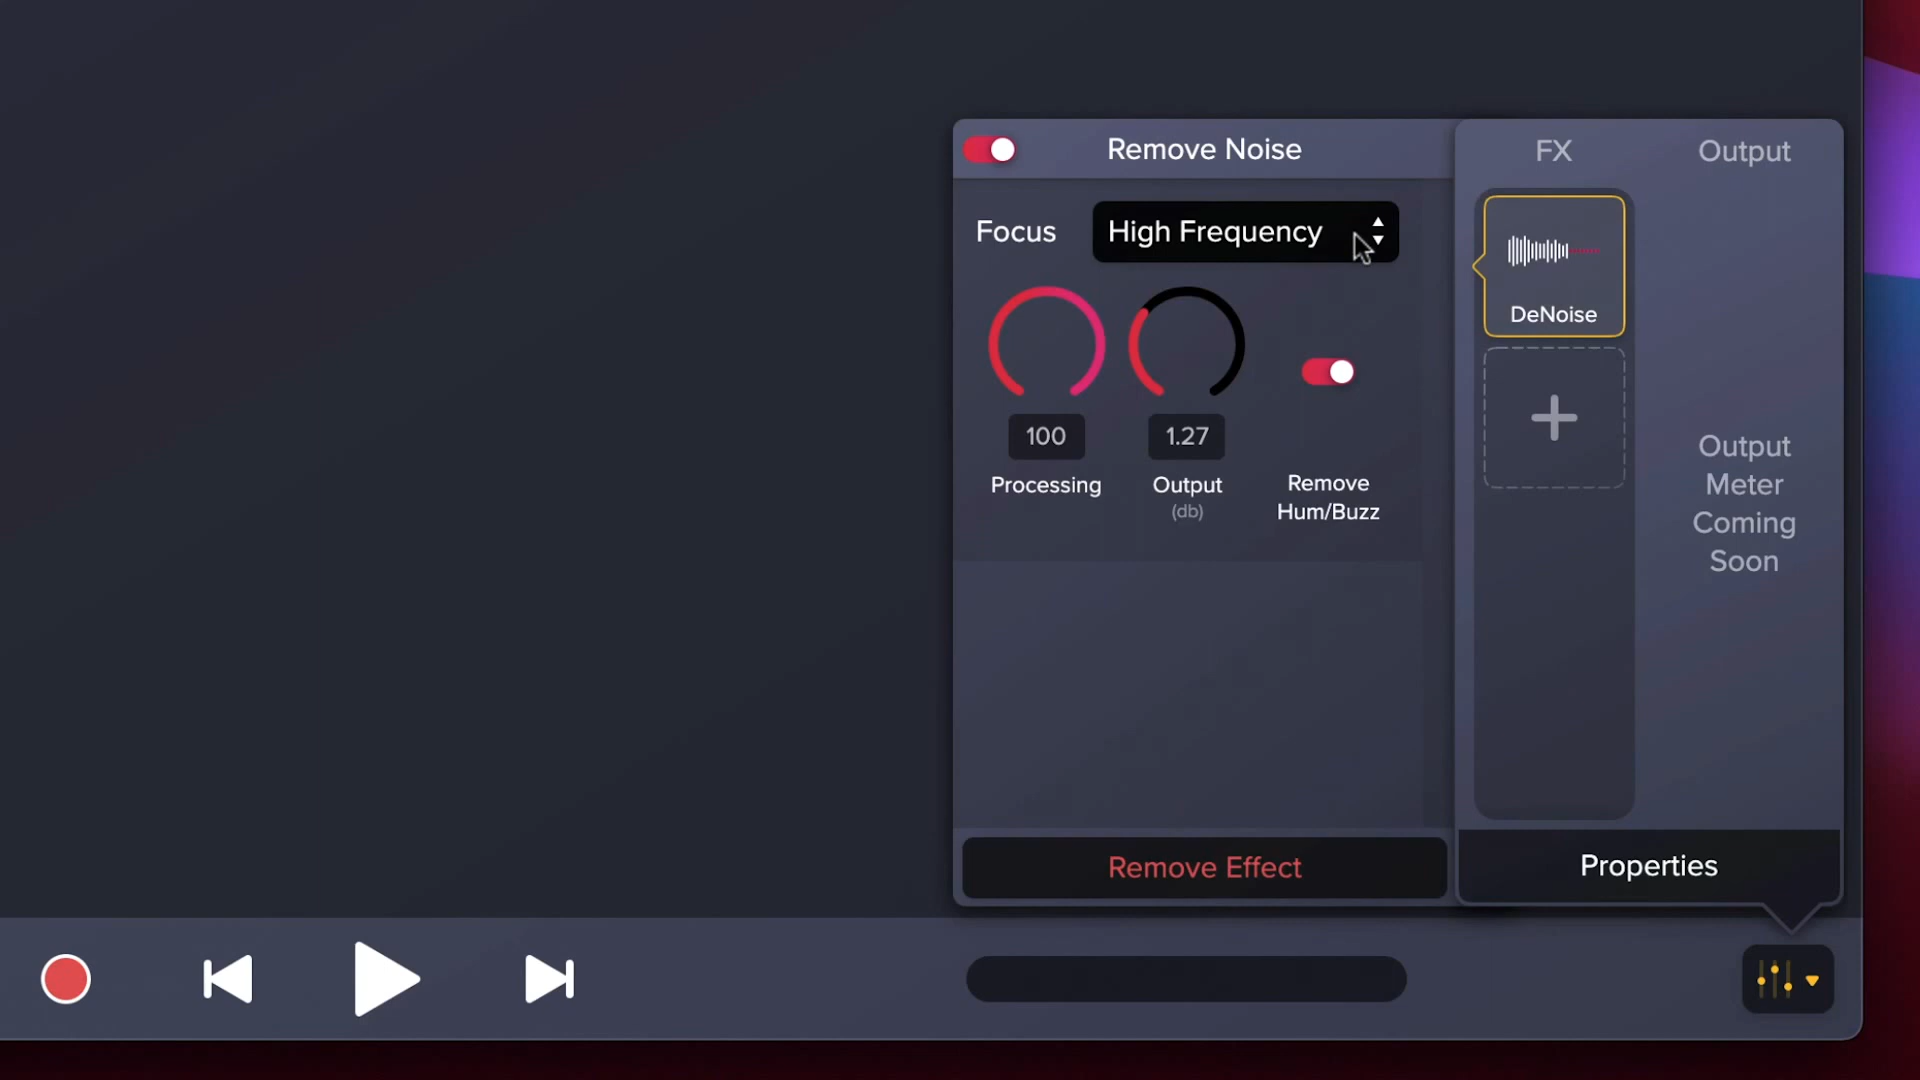 Remove Noise
FX
Output
Focus
High Frequency
DeNoise
100
1.27
Processing
Output
(db)
Remove
Hum/Buzz
Output
Meter
Coming
Soon
Remove Effect
Properties